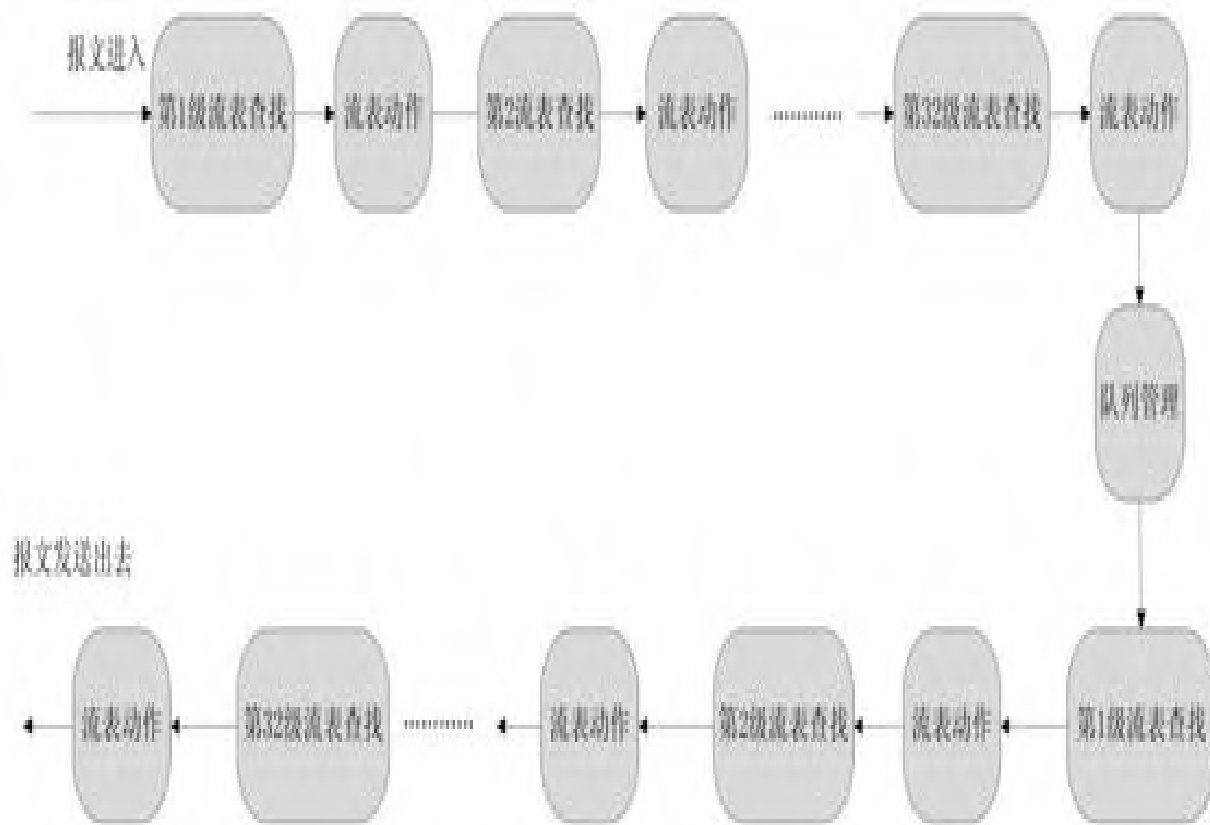 报文进入
第1级流表查找
流表动作
第2流表查找
流表动作
············
第32级流表查找
流表动作
队列管理
报文发送出去
流表动作
第32级流表查找
············
流表动作
第2级流表查找
流表动作
第1级流表查找